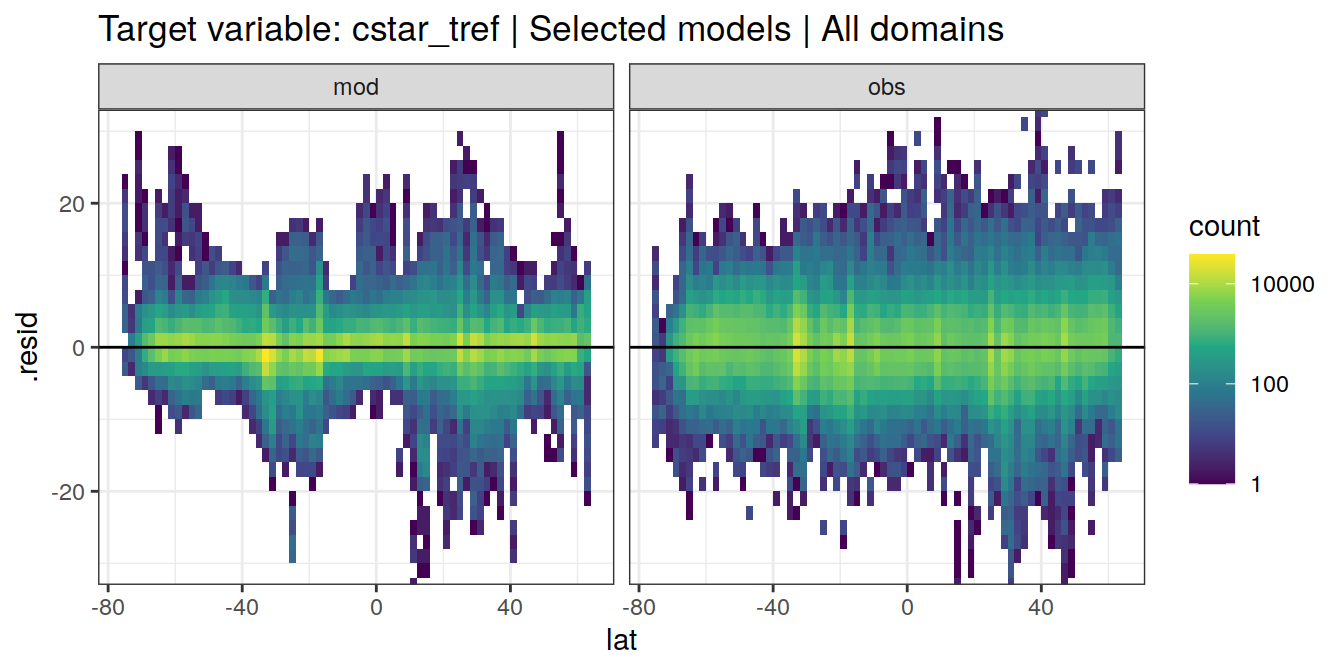 Target variable: cstar_tref | Selected models | All domains
mod
obs
.resid
20
0
-20
-80
-40
0
40
-80
-40
0
40
lat
count
10000
100
1